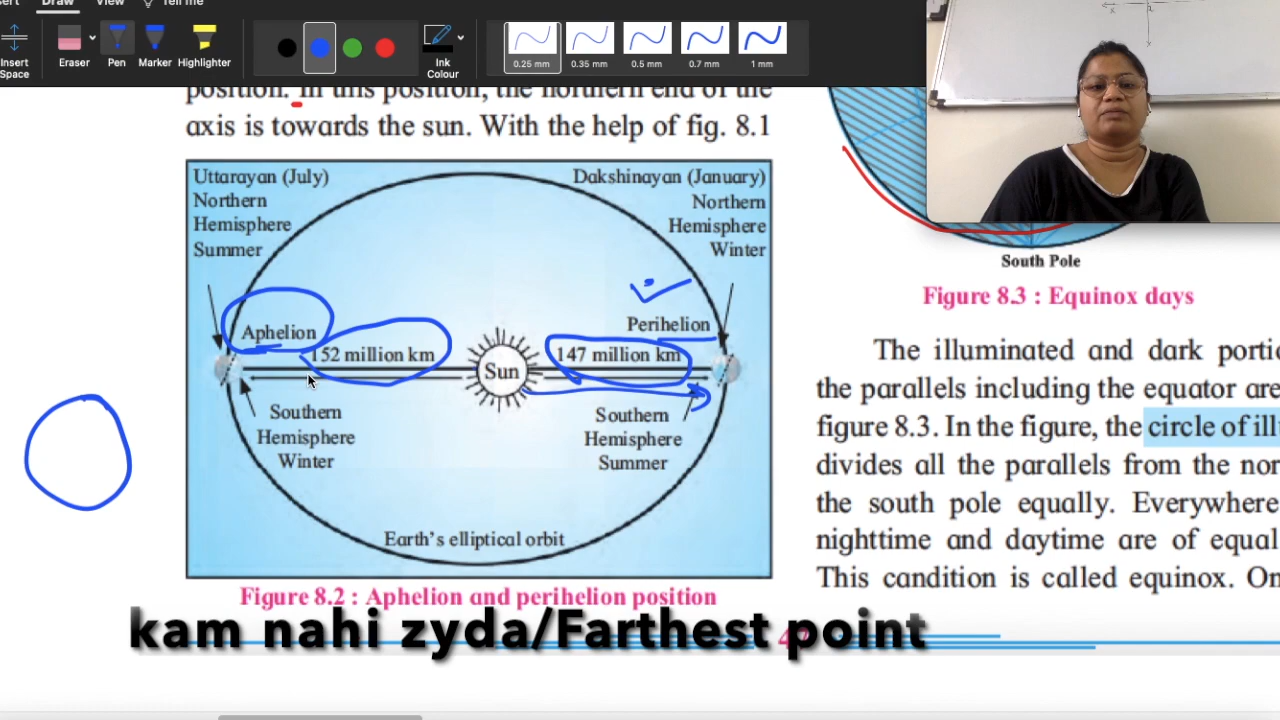 sert
Draw
View
Tell me
Insert
Space
Eraser
Pen
Marker
Highlighter
Ink
Colour
0.25 mm
0.35 mm
0.5 mm
0.7 mm
1 mm
position. In this position, the northern end of the
axis is towards the sun. With the help of fig. 8.1
Uttarayan (July)
Northern
Hemisphere
Summer
Dakshinayan (January)
Northern
Hemisphere
Winter
Aphelion
152 million km
Sun
Perihelion
147 million km
Southern
Hemisphere
Winter
Southern
Hemisphere
Summer
Earth's elliptical orbit
Figure 8.2 : Aphelion and perihelion position
South Pole
Figure 8.3 : Equinox days
The illuminated and dark portio
the parallels including the equator are
figure 8.3. In the figure, the circle of ill
divides all the parallels from the nor
the south pole equally. Everywhere
nighttime and daytime are of equal
This condition is called equinox. On
kam nahi zyda/Farthest point